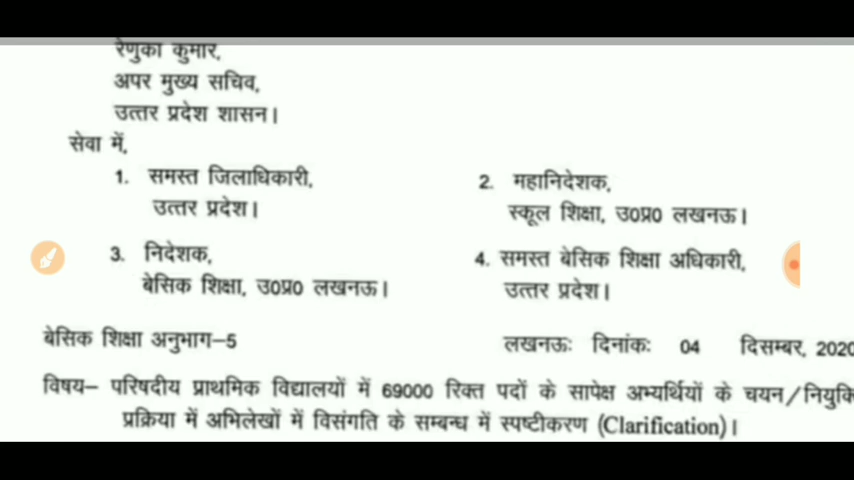 रेणुका कुमार,
अपर मुख्य सचिव,
उत्तर प्रदेश शासन।
सेवा में,
1. समस्त जिलाधिकारी,
उत्तर प्रदेश।
2. महानिदेशक,
स्कूल शिक्षा, उ0प्र0 लखनऊ।
3. निदेशक,
बेसिक शिक्षा, उ0प्र0 लखनऊ।
4. समस्त बेसिक शिक्षा अधिकारी,
उत्तर प्रदेश।
बेसिक शिक्षा अनुभाग–5 लखनऊः दिनांकः 04 दिसम्बर, 2020
विषय– परिषदीय प्राथमिक विद्यालयों में 69000 रिक्त पदों के सापेक्ष अभ्यर्थियों के चयन/नियुक्ति
प्रक्रिया में अभिलेखों में विसंगति के सम्बन्ध में स्पष्टीकरण (Clarification)।